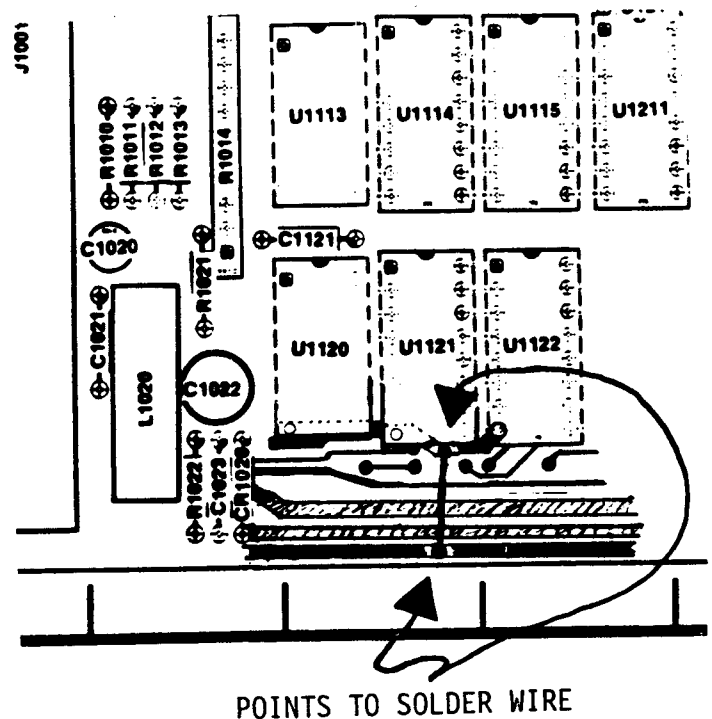 J1001
U1113
U1114
U1115
U1211
R1010
R1011
R1012
R1013
R1014
C1020
R1021
C1121
C1021
L1020
C1022
U1120
U1121
U1122
R1022
C1023
CR1020
POINTS TO SOLDER WIRE